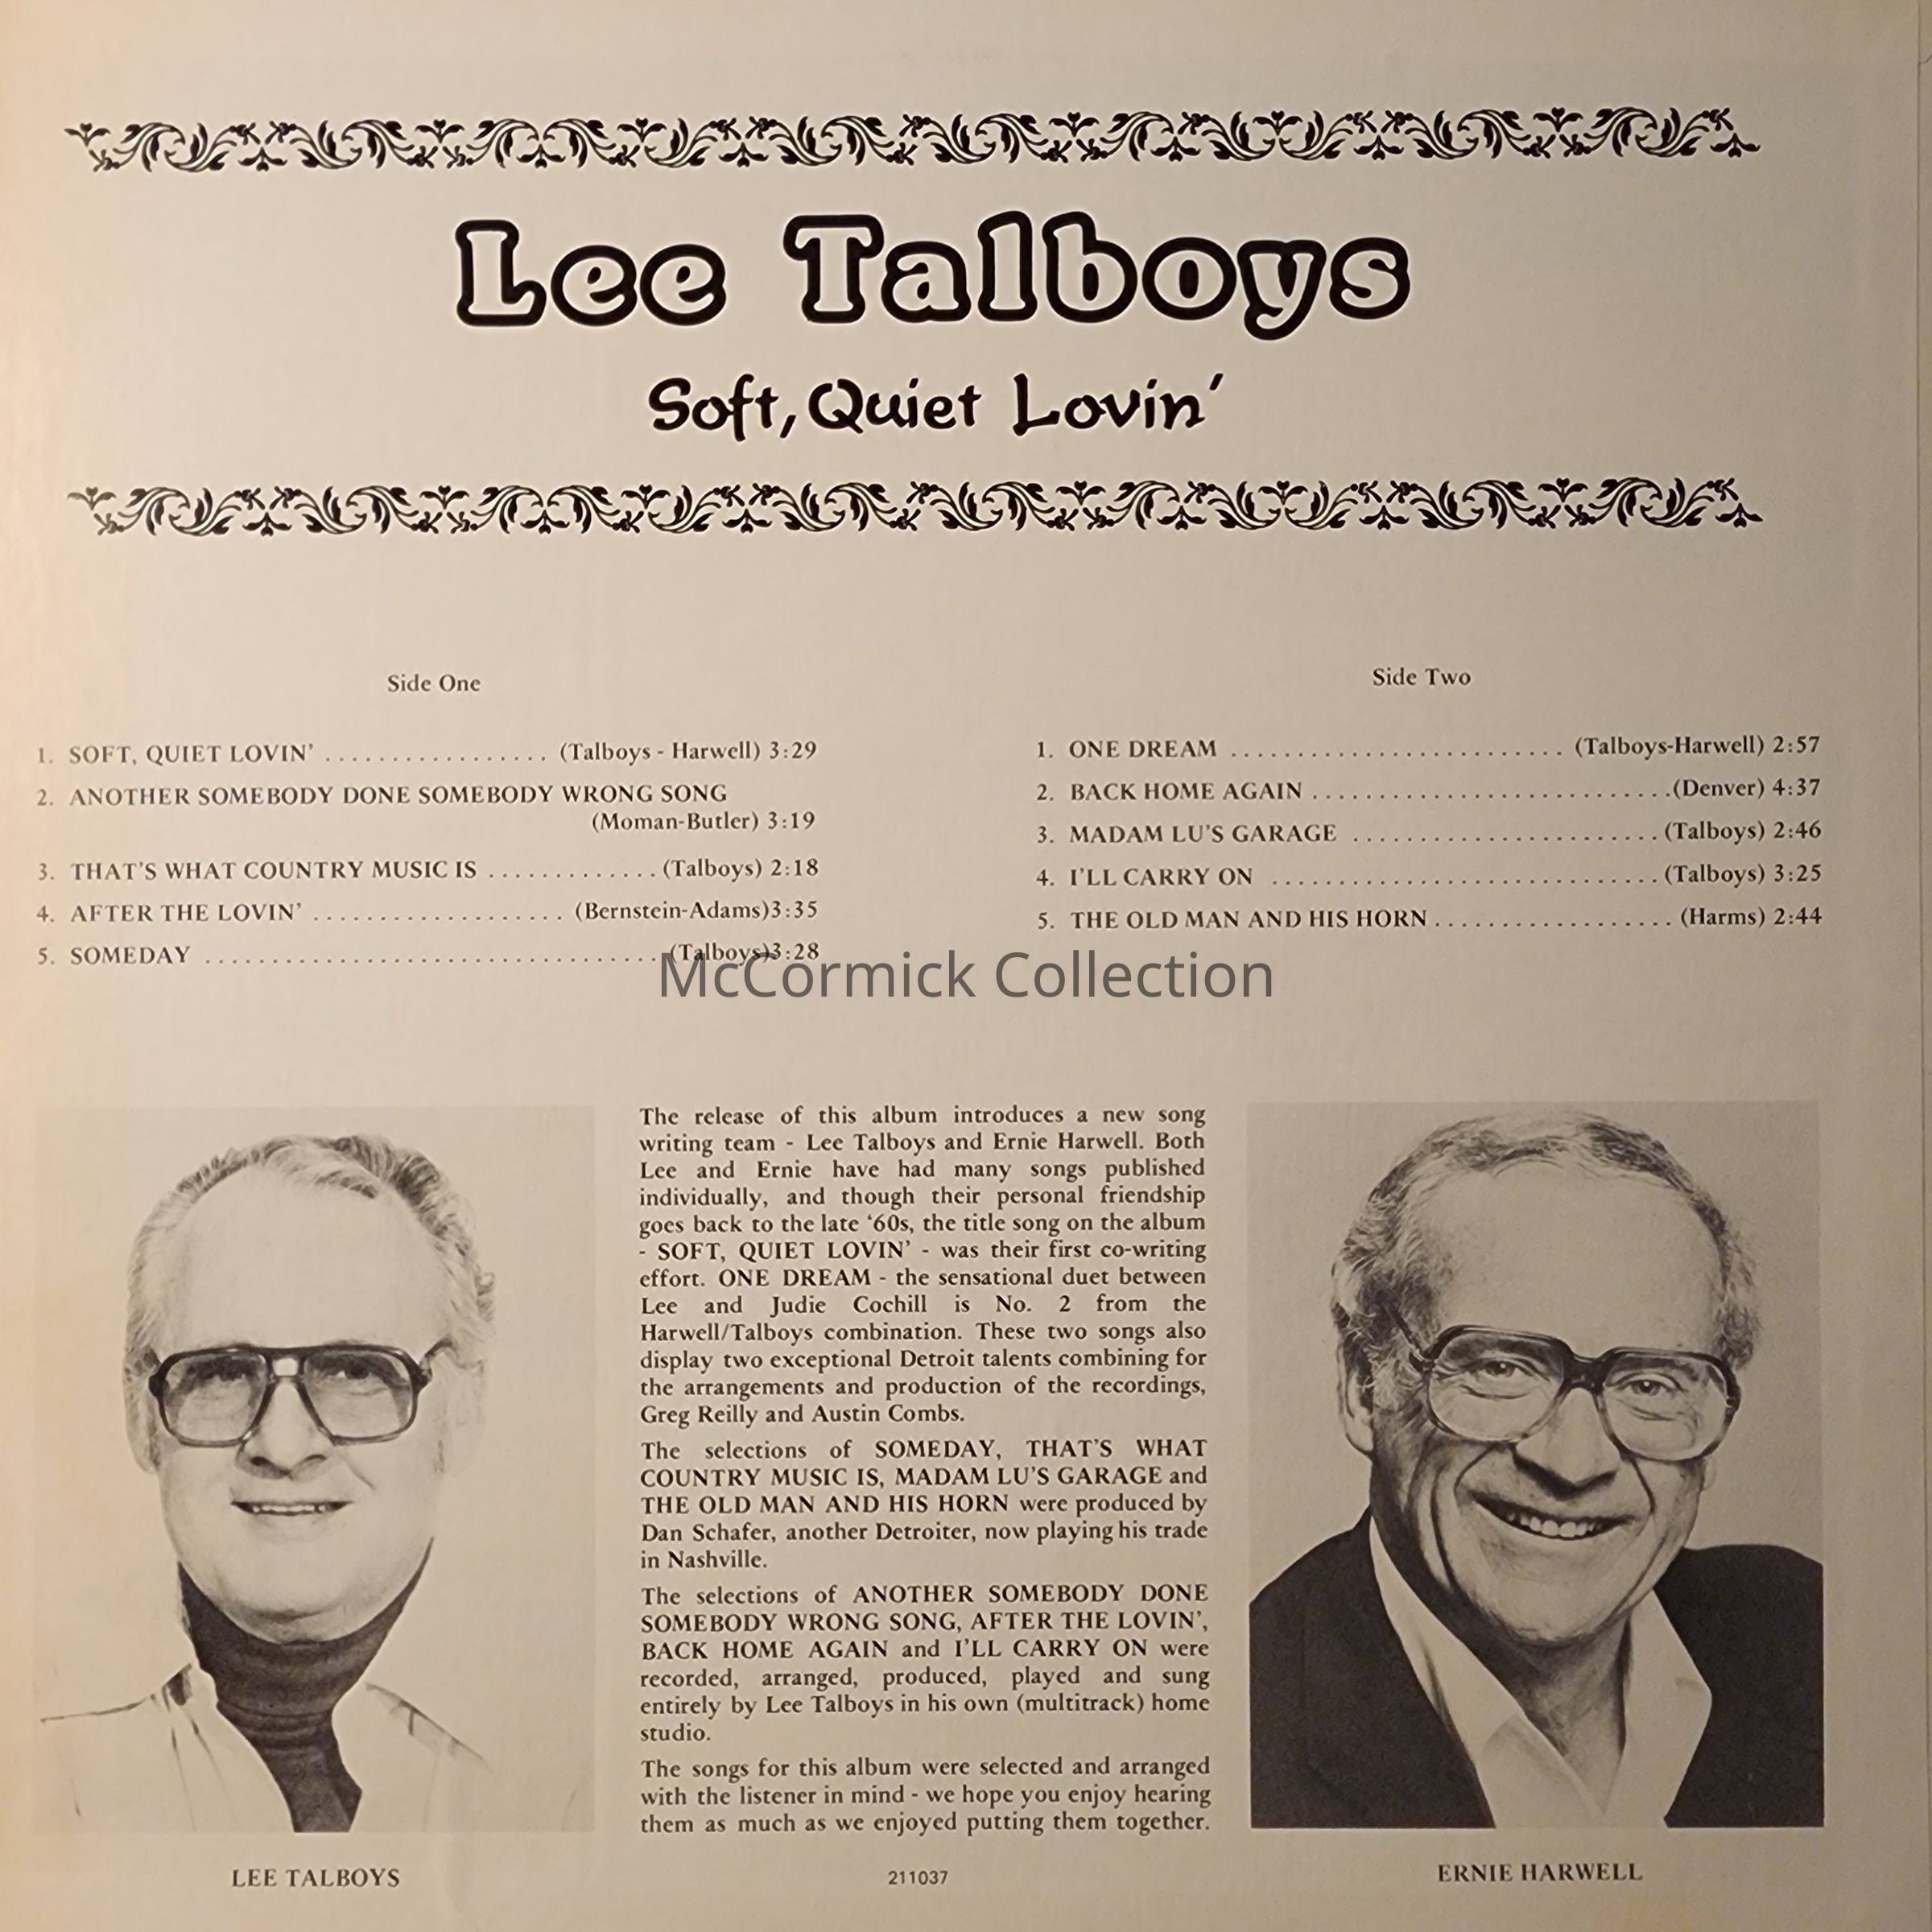 Lee Talboys
Soft, Quiet Lovin'
Side One
1. SOFT, QUIET LOVIN' ................. (Talboys - Harwell) 3:29
2. ANOTHER SOMEBODY DONE SOMEBODY WRONG SONG
(Moman-Butler) 3:19
3. THAT'S WHAT COUNTRY MUSIC IS ............. (Talboys) 2:18
4. AFTER THE LOVIN' ................... (Bernstein-Adams)3:35
5. SOMEDAY ................................... (Talboys)3:28
Side Two
1. ONE DREAM ......................... (Talboys-Harwell) 2:57
2. BACK HOME AGAIN ...........................(Denver) 4:37
3. MADAM LU'S GARAGE ....................... (Talboys) 2:46
4. I'LL CARRY ON ............................. (Talboys) 3:25
5. THE OLD MAN AND HIS HORN .................. (Harms) 2:44
McCormick Collection
The release of this album introduces a new song
writing team - Lee Talboys and Ernie Harwell. Both
Lee and Ernie have had many songs published
individually, and though their personal friendship
goes back to the late '60s, the title song on the album
- SOFT, QUIET LOVIN' - was their first co-writing
effort. ONE DREAM - the sensational duet between
Lee and Judie Cochill is No. 2 from the
Harwell/Talboys combination. These two songs also
display two exceptional Detroit talents combining for
the arrangements and production of the recordings,
Greg Reilly and Austin Combs.
The selections of SOMEDAY, THAT'S WHAT
COUNTRY MUSIC IS, MADAM LU'S GARAGE and
THE OLD MAN AND HIS HORN were produced by
Dan Schafer, another Detroiter, now playing his trade
in Nashville.
The selections of ANOTHER SOMEBODY DONE
SOMEBODY WRONG SONG, AFTER THE LOVIN',
BACK HOME AGAIN and I'LL CARRY ON were
recorded, arranged, produced, played and sung
entirely by Lee Talboys in his own (multitrack) home
studio.
The songs for this album were selected and arranged
with the listener in mind - we hope you enjoy hearing
them as much as we enjoyed putting them together.
LEE TALBOYS
211037
ERNIE HARWELL